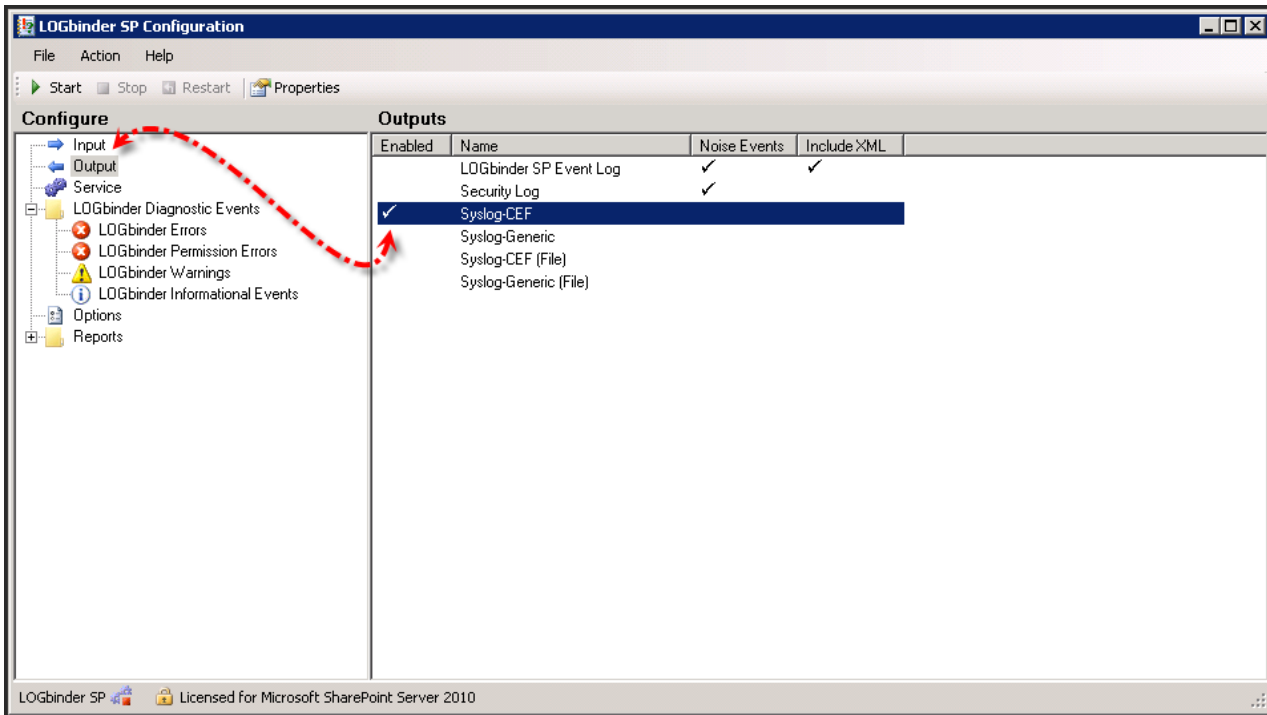 LOGbinder SP Configuration
File Action Help
Start Stop Restart Properties
Configure
Input
Output
Service
LOGbinder Diagnostic Events
LOGbinder Errors
LOGbinder Permission Errors
LOGbinder Warnings
LOGbinder Informational Events
Options
Reports
Outputs
Enabled Name Noise Events Include XML
LOGbinder SP Event Log
Security Log
Syslog-CEF
Syslog-Generic
Syslog-CEF (File)
Syslog-Generic (File)
LOGbinder SP Licensed for Microsoft SharePoint Server 2010